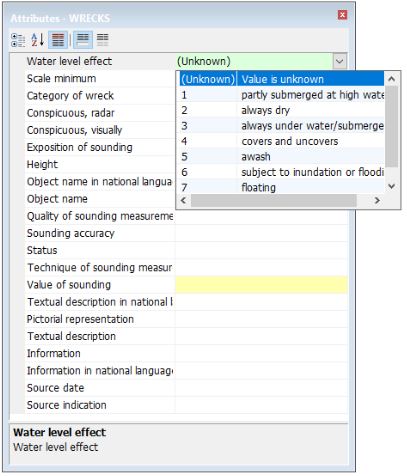 Attributes - WRECKS
Water level effect (Unknown)
Scale minimum
Category of wreck
Conspicuous, radar
Conspicuous, visually
Exposition of sounding
Height
Object name in national langua
Object name
Quality of sounding measureme
Sounding accuracy
Status
Technique of sounding measur
Value of sounding
Textual description in national l
Pictorial representation
Textual description
Information
Information in national language
Source date
Source indication
(Unknown) Value is unknown
1 partly submerged at high wate
2 always dry
3 always under water/submerge
4 covers and uncovers
5 awash
6 subject to inundation or floodi
7 floating
Water level effect
Water level effect